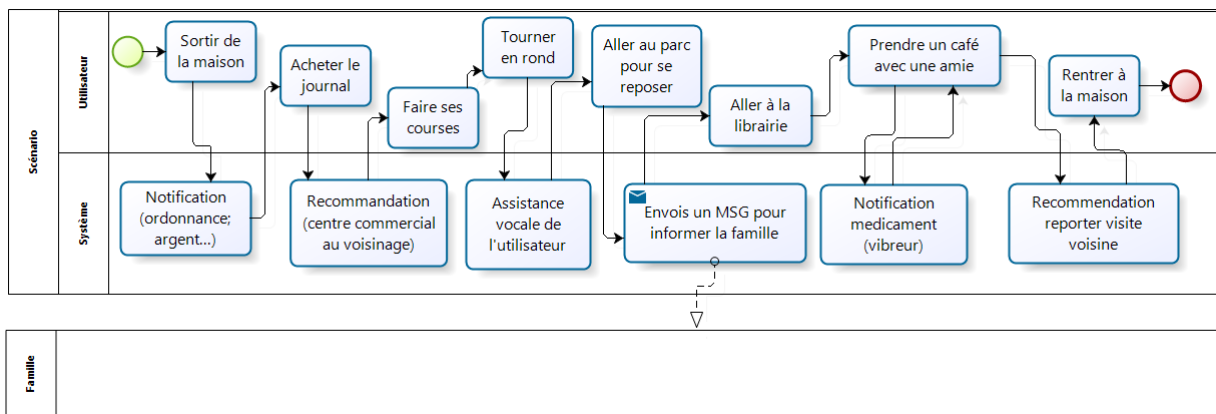 Scénario
Utilisateur
Sortir de
la maison
Acheter le
journal
Faire ses
courses
Tourner
en rond
Aller au parc
pour se
reposer
Aller à la
librairie
Prendre un café
avec une amie
Rentrer à
la maison
Système
Notification
(ordonnance;
argent...)
Recommandation
(centre commercial
au voisinage)
Assistance
vocale de
l'utilisateur
Envois un MSG pour
informer la famille
Notification
medicament
(vibreur)
Recommendation
reporter visite
voisine
Famille